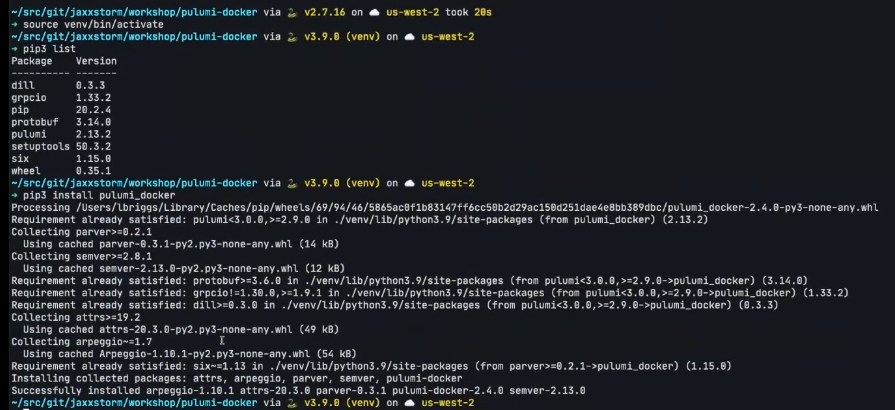 ~/src/git/jaxxstorm/workshop/pulumi-docker via 🐍 v2.7.16 on ☁️ us-west-2 took 20s
→ source venv/bin/activate
~/src/git/jaxxstorm/workshop/pulumi-docker via 🐍 v3.9.0 (venv) on ☁️ us-west-2
→ pip3 list
Package    Version
---------- -------
dill       0.3.3
grpcio     1.33.2
pip        20.2.4
protobuf   3.14.0
pulumi     2.13.2
setuptools 50.3.2
six        1.15.0
wheel      0.35.1
~/src/git/jaxxstorm/workshop/pulumi-docker via 🐍 v3.9.0 (venv) on ☁️ us-west-2
→ pip3 install pulumi_docker
Processing /Users/lbriggs/Library/Caches/pip/wheels/69/94/46/5865ac0f1b83147ff6cc50b2d29ac150d251dae4e8bb389dbc/pulumi_docker-2.4.0-py3-none-any.whl
Requirement already satisfied: pulumi<3.0.0,>=2.9.0 in ./venv/lib/python3.9/site-packages (from pulumi_docker) (2.13.2)
Collecting parver>=0.2.1
  Using cached parver-0.3.1-py2.py3-none-any.whl (14 kB)
Collecting semver>=2.8.1
  Using cached semver-2.13.0-py2.py3-none-any.whl (12 kB)
Requirement already satisfied: protobuf>=3.6.0 in ./venv/lib/python3.9/site-packages (from pulumi<3.0.0,>=2.9.0->pulumi_docker) (3.14.0)
Requirement already satisfied: grpcio!=1.30.0,>=1.9.1 in ./venv/lib/python3.9/site-packages (from pulumi<3.0.0,>=2.9.0->pulumi_docker) (1.33.2)
Requirement already satisfied: dill>=0.3.0 in ./venv/lib/python3.9/site-packages (from pulumi<3.0.0,>=2.9.0->pulumi_docker) (0.3.3)
Collecting attrs>=19.2
  Using cached attrs-20.3.0-py2.py3-none-any.whl (49 kB)
Collecting arpeggio~=1.7
  Using cached Arpeggio-1.10.1-py2.py3-none-any.whl (54 kB)
Requirement already satisfied: six~=1.13 in ./venv/lib/python3.9/site-packages (from parver>=0.2.1->pulumi_docker) (1.15.0)
Installing collected packages: attrs, arpeggio, parver, semver, pulumi-docker
Successfully installed arpeggio-1.10.1 attrs-20.3.0 parver-0.3.1 pulumi-docker-2.4.0 semver-2.13.0
~/src/git/jaxxstorm/workshop/pulumi-docker via 🐍 v3.9.0 (venv) on ☁️ us-west-2